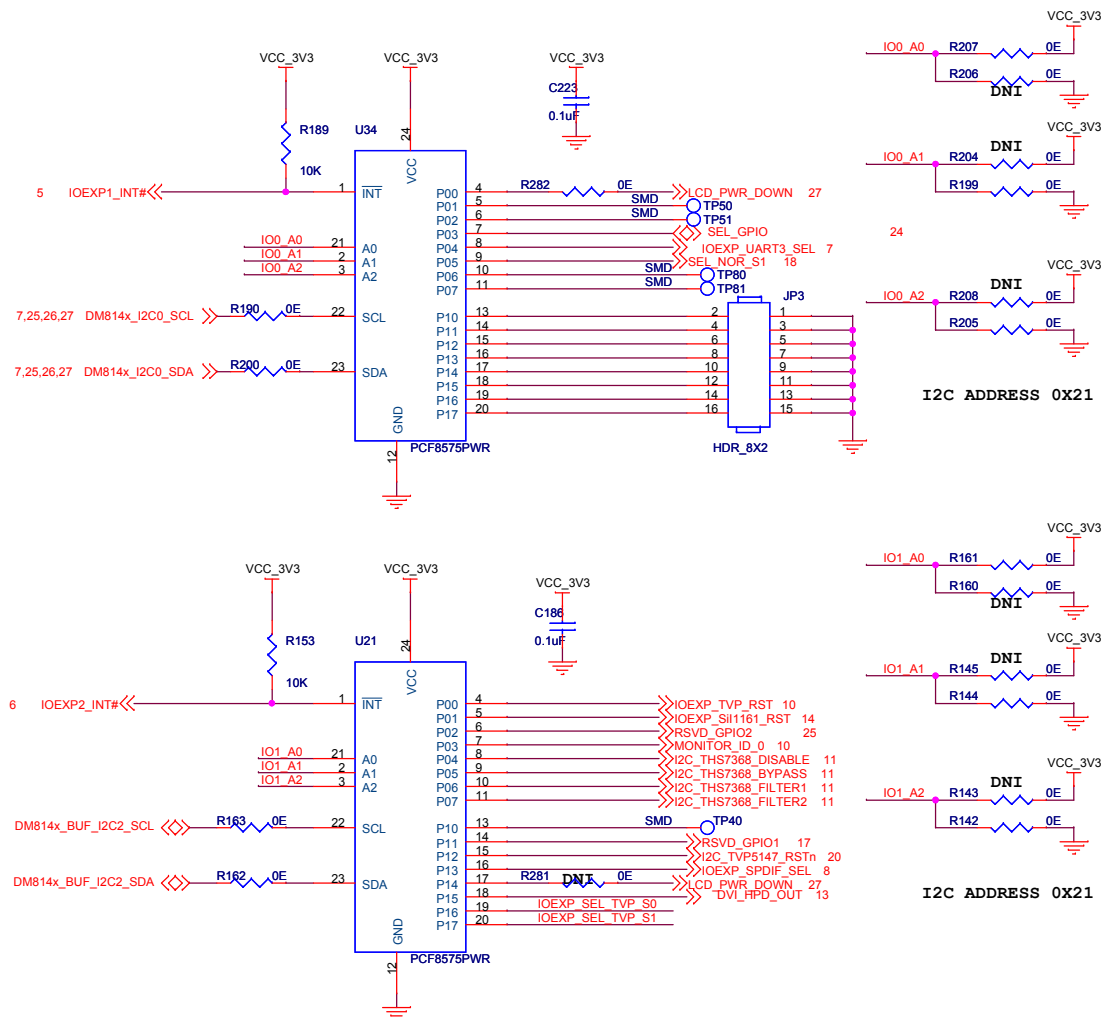 VCC_3V3
IO0_A0 R207 0E
R206 0E
DNI
VCC_3V3 VCC_3V3 VCC_3V3
C223
0.1uF
R189
10K
U34
24
VCC
VCC_3V3
DNI
IO0_A1 R204 0E
R199 0E
5 IOEXP1_INT# 1 INT
P00 4 R282 0E LCD_PWR_DOWN 27
P01 5 SMD TP50
P02 6 SMD TP51
P03 7 SEL_GPIO 24
P04 8 IOEXP_UART3_SEL 7
P05 9 SEL_NOR_S1 18
P06 10 SMD TP80
P07 11 SMD TP81
IO0_A0 21 A0
IO0_A1 2 A1
IO0_A2 3 A2
VCC_3V3
DNI
IO0_A2 R208 0E
R205 0E
JP3
7,25,26,27 DM814x_I2C0_SCL R190 0E 22 SCL
7,25,26,27 DM814x_I2C0_SDA R200 0E 23 SDA
P10 13 2 1
P11 14 4 3
P12 15 6 5
P13 16 8 7
P14 17 10 9
P15 18 12 11
P16 19 14 13
P17 20 16 15
I2C ADDRESS 0X21
GND
12
PCF8575PWR
HDR_8X2
VCC_3V3
IO1_A0 R161 0E
R160 0E
DNI
VCC_3V3 VCC_3V3 VCC_3V3
C186
0.1uF
R153
10K
U21
24
VCC
VCC_3V3
DNI
IO1_A1 R145 0E
R144 0E
6 IOEXP2_INT# 1 INT
P00 4 IOEXP_TVP_RST 10
P01 5 IOEXP_SiI1161_RST 14
P02 6 RSVD_GPIO2 25
P03 7 MONITOR_ID_0 10
P04 8 I2C_THS7368_DISABLE 11
P05 9 I2C_THS7368_BYPASS 11
P06 10 I2C_THS7368_FILTER1 11
P07 11 I2C_THS7368_FILTER2 11
IO1_A0 21 A0
IO1_A1 2 A1
IO1_A2 3 A2
VCC_3V3
DNI
IO1_A2 R143 0E
R142 0E
DM814x_BUF_I2C2_SCL R163 0E 22 SCL
DM814x_BUF_I2C2_SDA R162 0E 23 SDA
P10 13 SMD TP40
P11 14 RSVD_GPIO1 17
P12 15 I2C_TVP5147_RSTn 20
P13 16 IOEXP_SPDIF_SEL 8
P14 17 R281 DNI 0E LCD_PWR_DOWN 27
P15 18 DVI_HPD_OUT 13
P16 19 IOEXP_SEL_TVP_S0
P17 20 IOEXP_SEL_TVP_S1
I2C ADDRESS 0X21
GND
12
PCF8575PWR